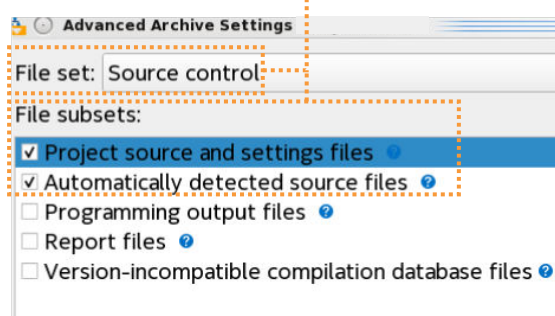 Advanced Archive Settings
File set: Source control
File subsets:
Project source and settings files ?
Automatically detected source files ?
Programming output files ?
Report files ?
Version-incompatible compilation database files ?